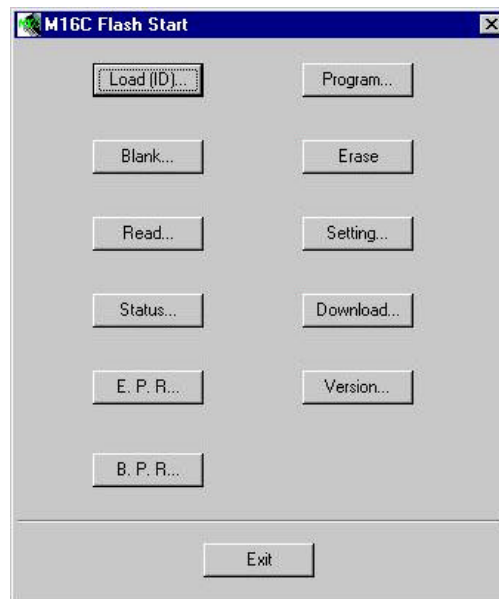 M16C Flash Start
Load (ID)... Program...
Blank... Erase
Read... Setting...
Status... Download...
E. P. R... Version...
B. P. R...
Exit